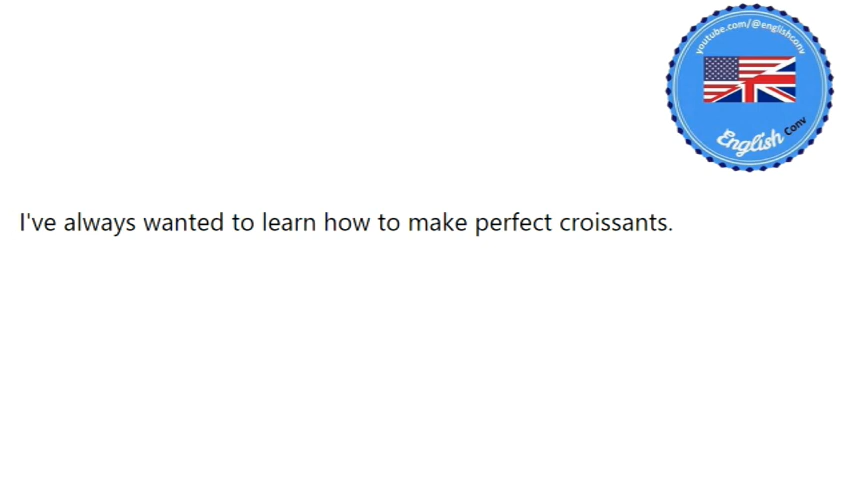 youtube.com/@englishconv
English Conv
I've always wanted to learn how to make perfect croissants.